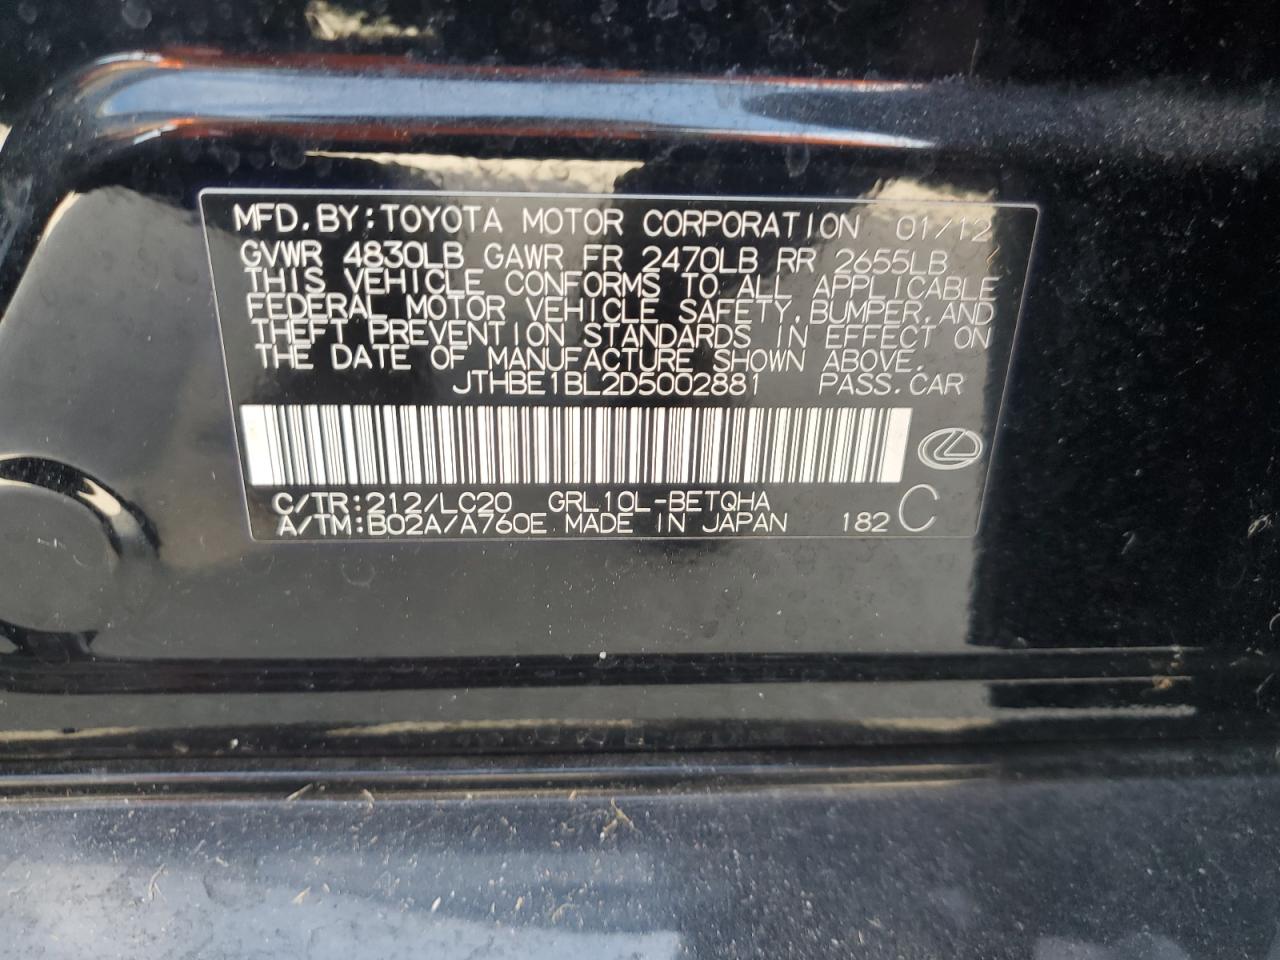 MFD.BY:TOYOTA MOTOR CORPORATION 01/12
GVWR 4830LB GAWR FR 2470LB RR 2655LB
THIS VEHICLE CONFORMS TO ALL APPLICABLE
FEDERAL MOTOR VEHICLE SAFETY,BUMPER,AND
THEFT PREVENTION STANDARDS IN EFFECT ON
THE DATE OF MANUFACTURE SHOWN ABOVE.
JTHBE1BL2D5002881 PASS.CAR
C/TR:212/LC20 GRL10L-BETQHA
A/TM:B02A/A760E MADE IN JAPAN 182 C